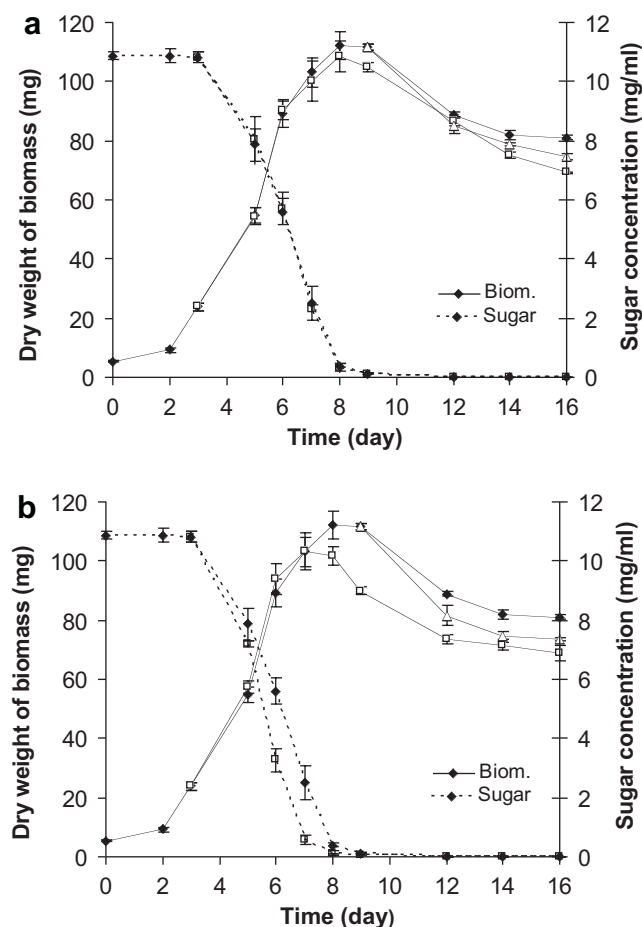 a
Dry weight of biomass (mg)
Sugar concentration (mg/ml)
120
100
80
60
40
20
0
12
10
8
6
4
2
0
Biom.
Sugar
0 2 4 6 8 10 12 14 16
Time (day)
b
Dry weight of biomass (mg)
Sugar concentration (mg/ml)
120
100
80
60
40
20
0
12
10
8
6
4
2
0
Biom.
Sugar
0 2 4 6 8 10 12 14 16
Time (day)